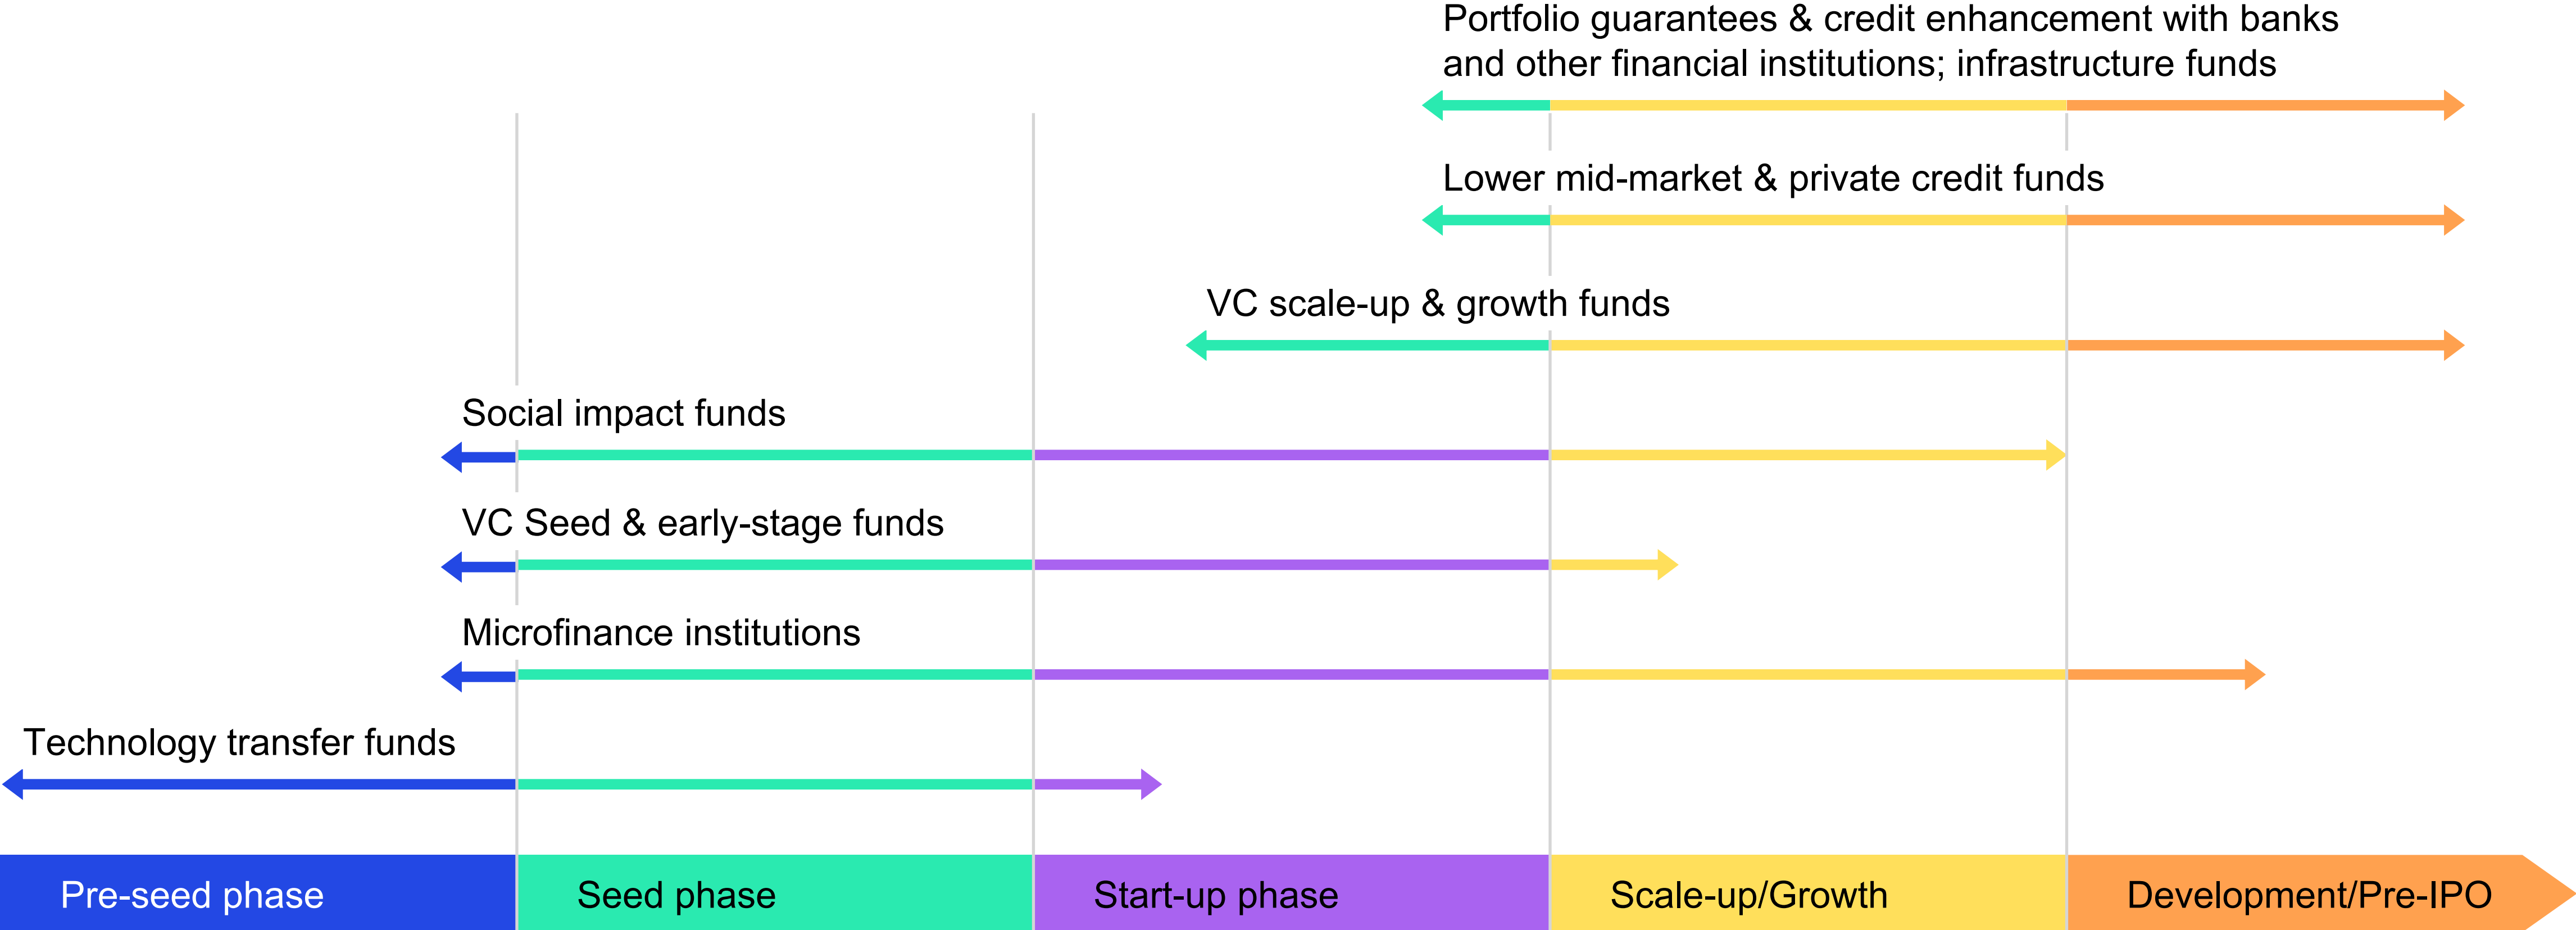 Portfolio guarantees & credit enhancement with banks
and other financial institutions; infrastructure funds
Lower mid-market & private credit funds
VC scale-up & growth funds
Social impact funds
VC Seed & early-stage funds
Microfinance institutions
Technology transfer funds
Pre-seed phase
Seed phase
Start-up phase
Scale-up/Growth
Development/Pre-IPO